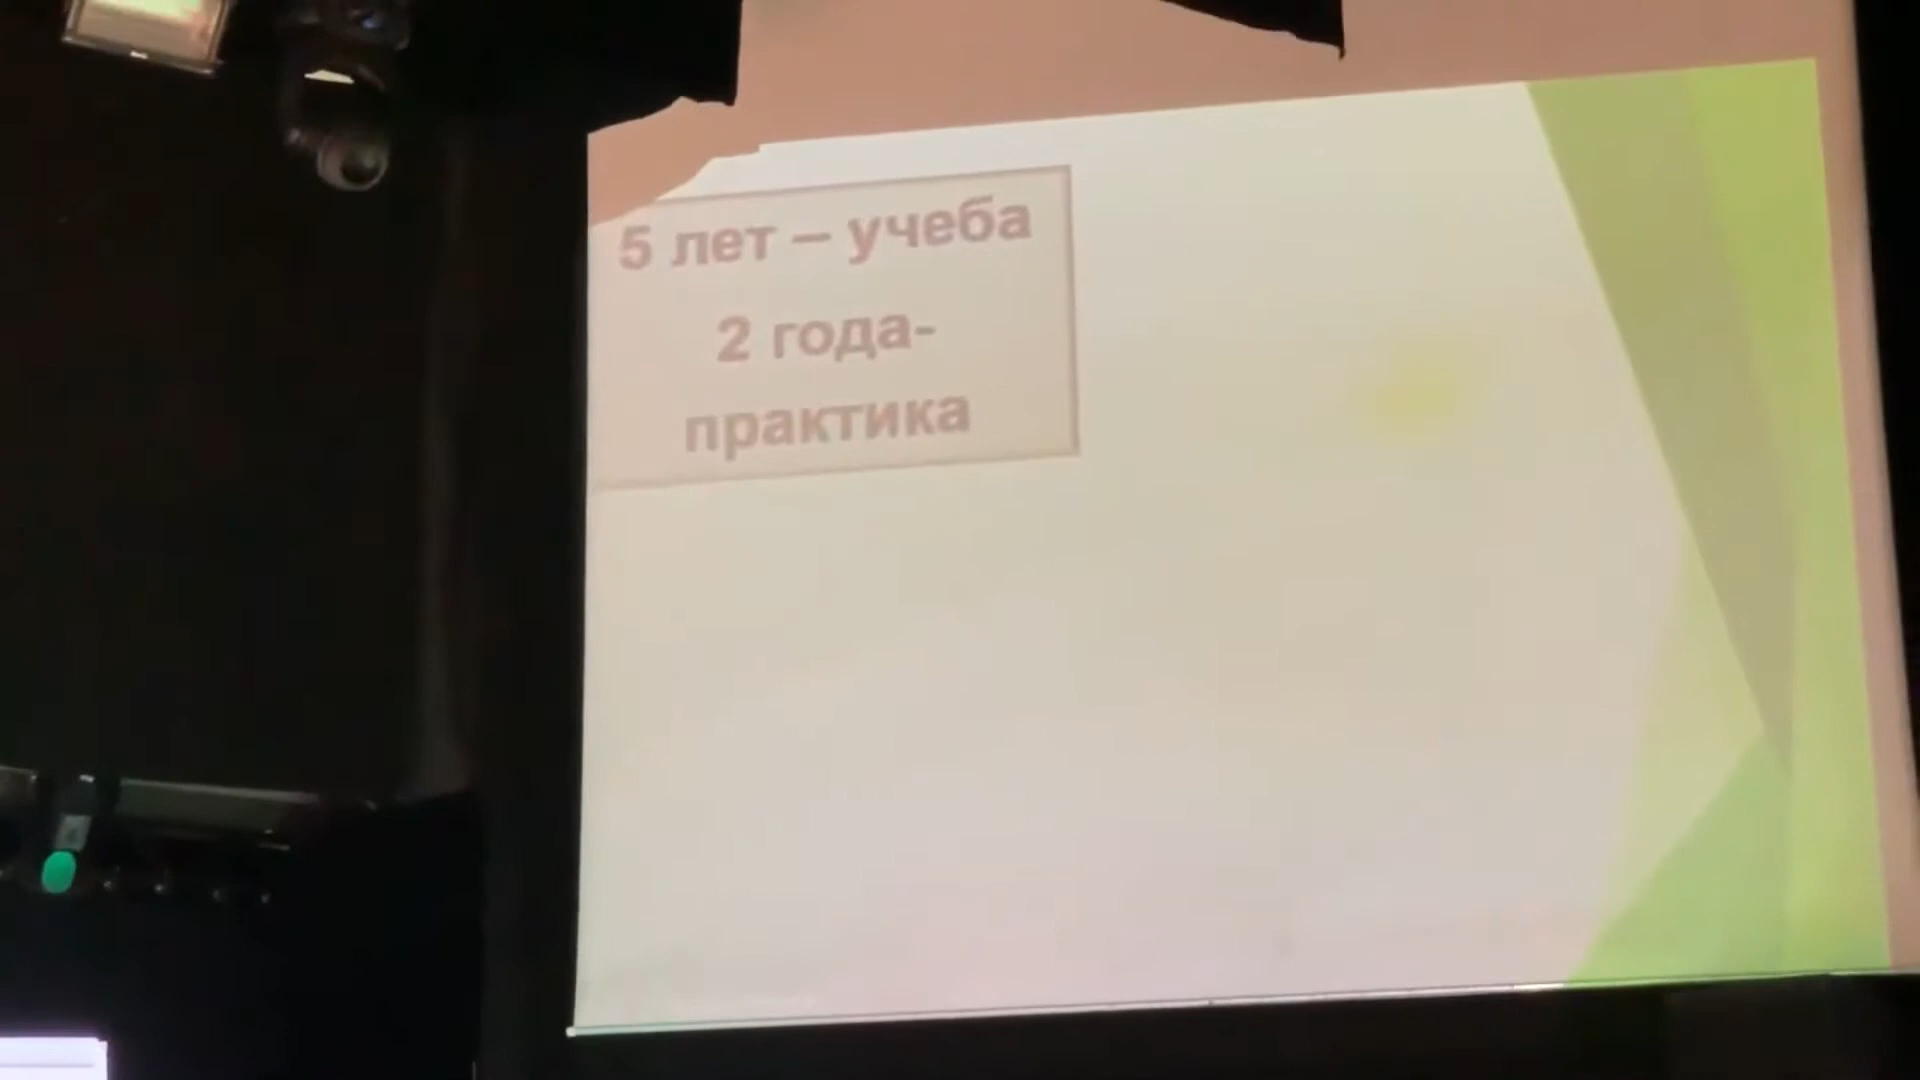 5 лет – учеба
2 года-
практика